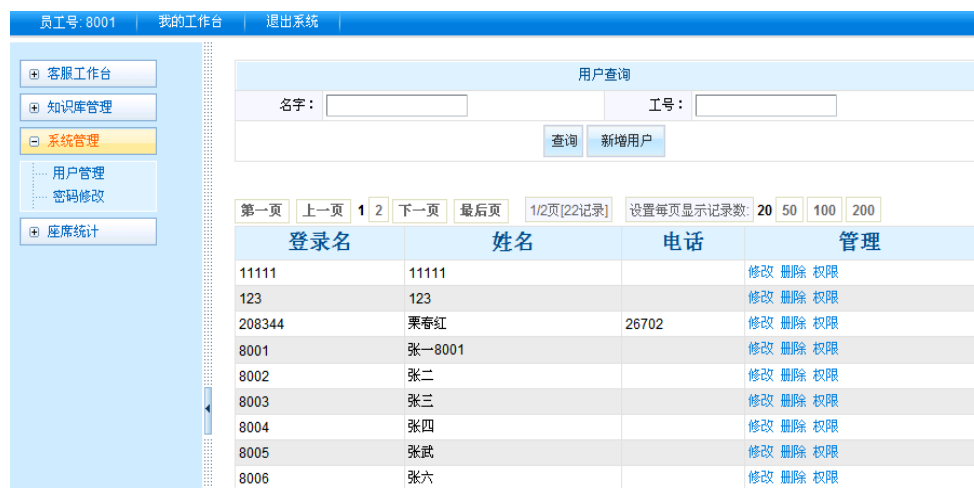 员工号: 8001 我的工作台 退出系统
客服工作台
知识库管理
系统管理
用户管理
密码修改
座席统计
用户查询
名字： 工号：
查询 新增用户
第一页 上一页 1 2 下一页 最后页 1/2页[22记录] 设置每页显示记录数: 20 50 100 200
登录名 姓名 电话 管理
11111 11111 修改 删除 权限
123 123 修改 删除 权限
208344 栗春红 26702 修改 删除 权限
8001 张一8001 修改 删除 权限
8002 张二 修改 删除 权限
8003 张三 修改 删除 权限
8004 张四 修改 删除 权限
8005 张武 修改 删除 权限
8006 张六 修改 删除 权限